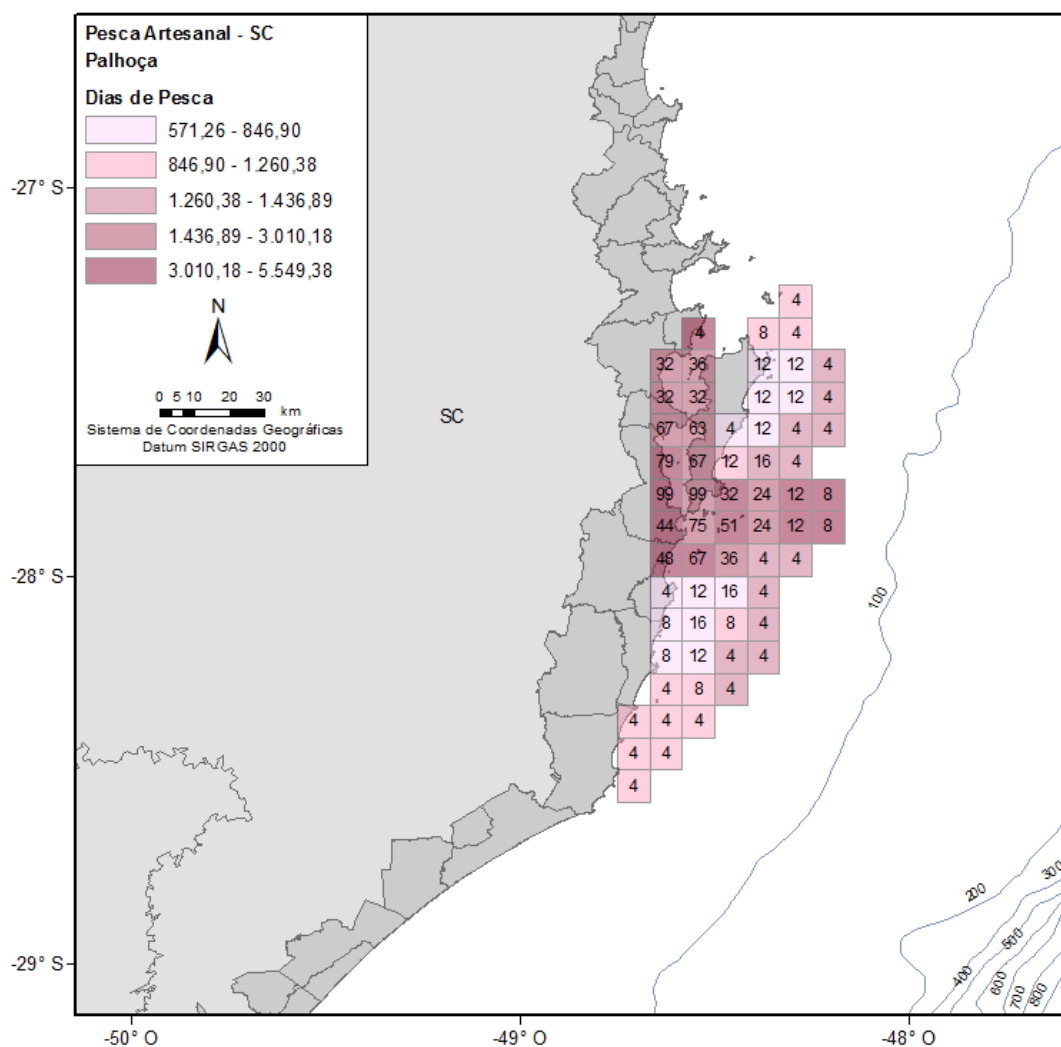 Pesca Artesanal - SC
Palhoça
Dias de Pesca
571,26 - 846,90
846,90 - 1.260,38
1.260,38 - 1.436,89
1.436,89 - 3.010,18
3.010,18 - 5.549,38
N
0 5 10 20 30
km
Sistema de Coordenadas Geográficas
Datum SIRGAS 2000
-27° S
-28° S
-29° S
SC
4
4 8 4
32 36 12 12 4
32 32 12 12 4
67 63 4 12 4 4
79 67 12 16 4
99 99 32 24 12 8
44 75 51 24 12 8
48 67 36 4 4
4 12 16 4
8 16 8 4
8 12 4 4
4 8 4
4 4 4
4 4
4
100
200
300
400
500
600
700
800
-50° O
-49° O
-48° O